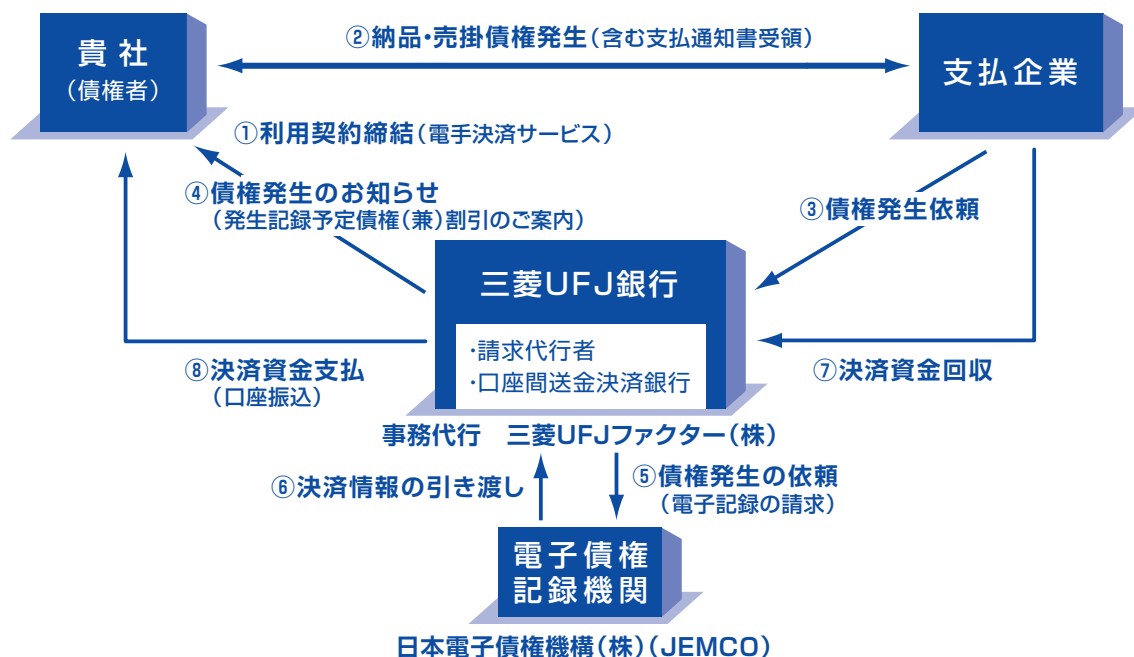 ②納品・売掛債権発生(含む支払通知書受領)
貴社
(債権者)
支払企業
①利用契約締結(電手決済サービス)
④債権発生のお知らせ
(発生記録予定債権(兼)割引のご案内)
③債権発生依頼
三菱UFJ銀行
・請求代行者
・口座間送金決済銀行
⑧決済資金支払
(口座振込)
⑦決済資金回収
事務代行 三菱UFJファクター(株)
⑥決済情報の引き渡し
⑤債権発生の依頼
(電子記録の請求)
電子債権
記録機関
日本電子債権機構(株)(JEMCO)